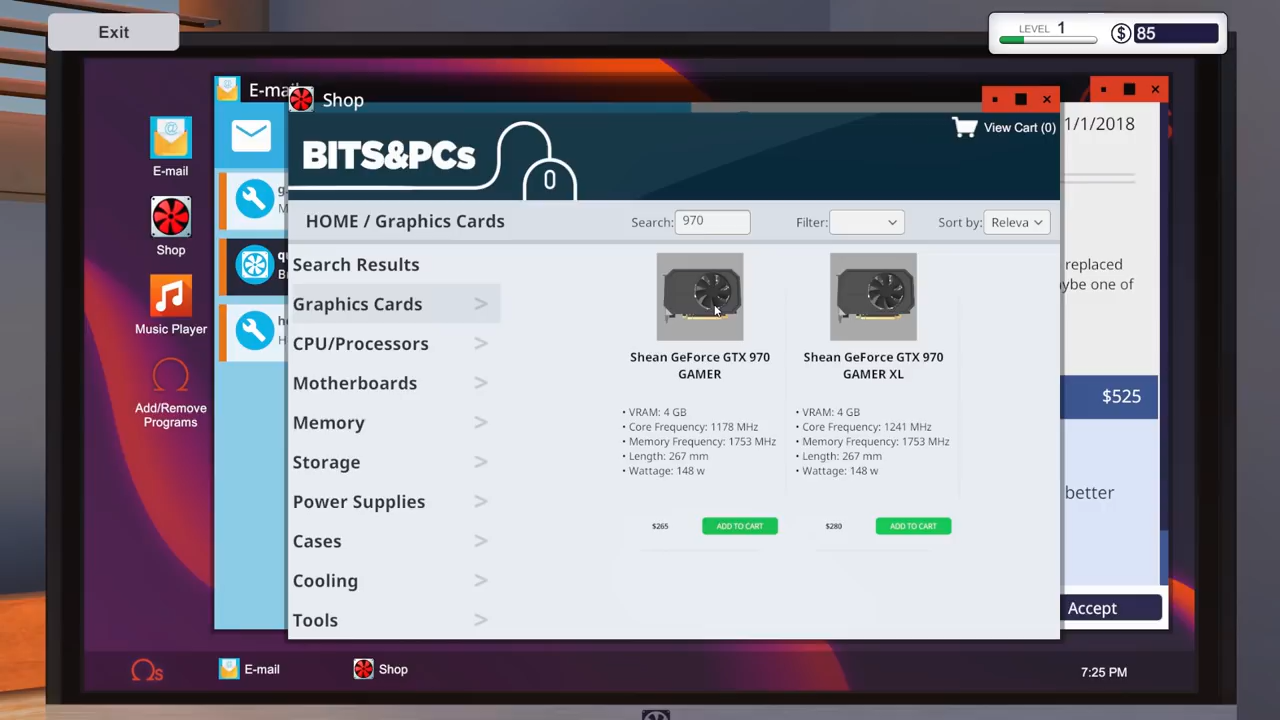 Exit
LEVEL 1
$ 85
E-mai
Shop
1/1/2018
View Cart (0)
BITS&PCs
E-mail
HOME / Graphics Cards
Search: 970
Filter:
Sort by: Releva
Shop
Search Results
Graphics Cards >
CPU/Processors >
Motherboards >
Memory >
Storage >
Power Supplies >
Cases >
Cooling >
Tools >
Music Player
Add/Remove
Programs
Shean GeForce GTX 970
GAMER
• VRAM: 4 GB
• Core Frequency: 1178 MHz
• Memory Frequency: 1753 MHz
• Length: 267 mm
• Wattage: 148 w
$265
ADD TO CART
Shean GeForce GTX 970
GAMER XL
• VRAM: 4 GB
• Core Frequency: 1241 MHz
• Memory Frequency: 1753 MHz
• Length: 267 mm
• Wattage: 148 w
$280
ADD TO CART
replaced
ybe one of
$525
better
Accept
Ωs
E-mail
Shop
7:25 PM